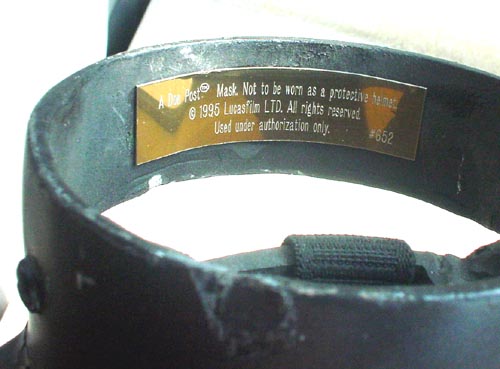 A Don Post™ Mask. Not to be worn as a protective helmet.
© 1995 Lucasfilm LTD. All rights reserved.
Used under authorization only.
#652